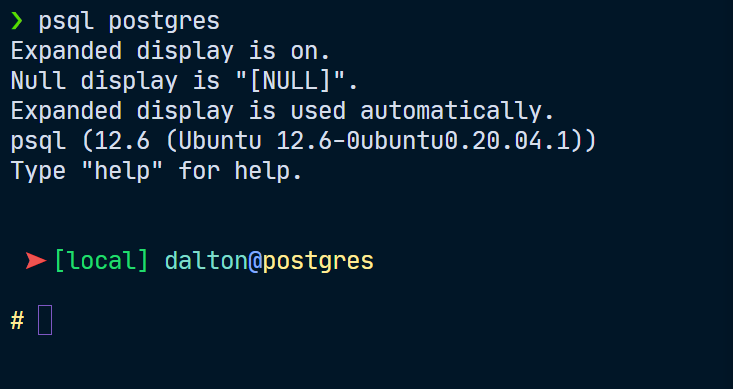 ❯ psql postgres
Expanded display is on.
Null display is "[NULL]".
Expanded display is used automatically.
psql (12.6 (Ubuntu 12.6-0ubuntu0.20.04.1))
Type "help" for help.
➤ [local] dalton@postgres
#